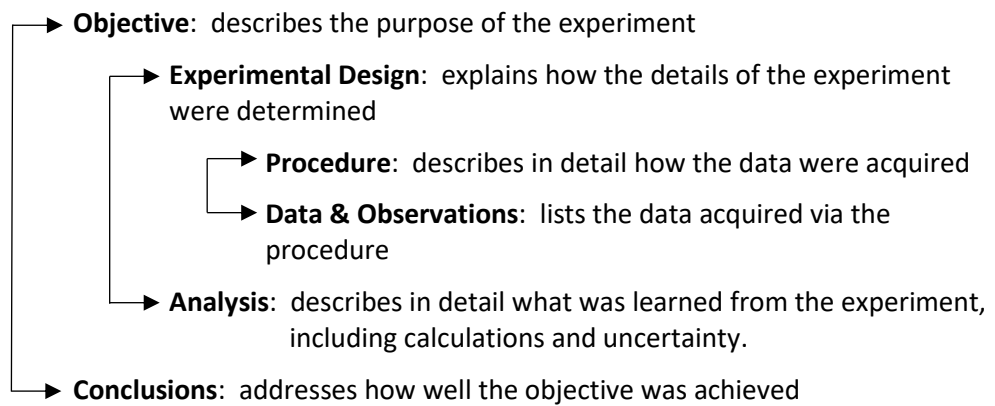 Objective: describes the purpose of the experiment
Experimental Design: explains how the details of the experiment
were determined
Procedure: describes in detail how the data were acquired
Data & Observations: lists the data acquired via the
procedure
Analysis: describes in detail what was learned from the experiment,
including calculations and uncertainty.
Conclusions: addresses how well the objective was achieved